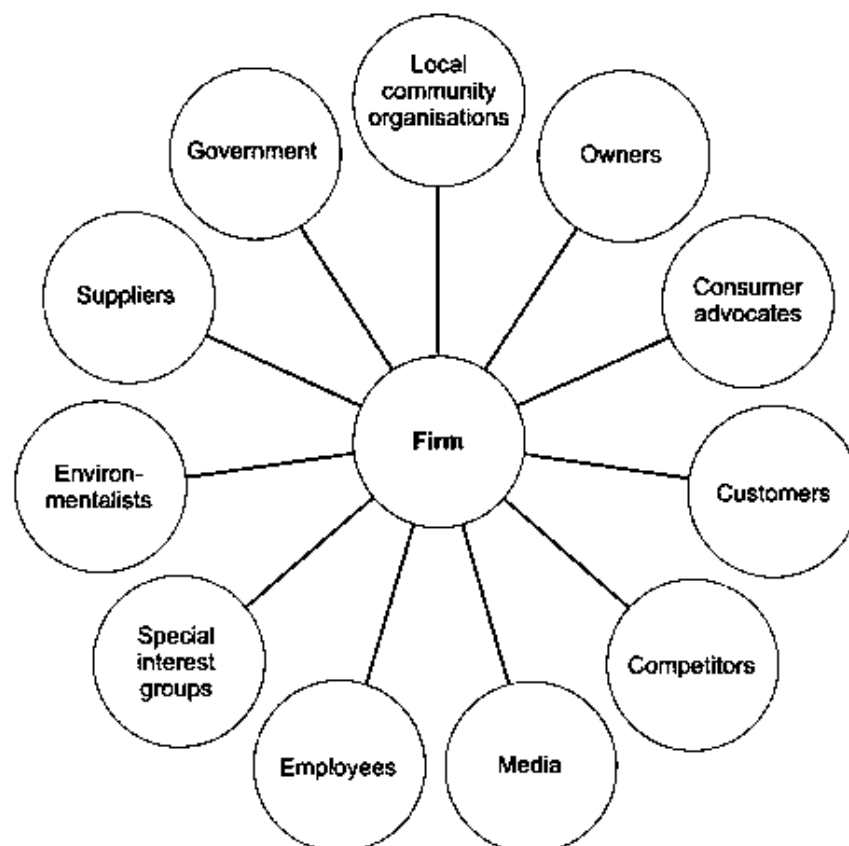 Local
community
organisations
Government
Owners
Suppliers
Consumer
advocates
Firm
Environ-
mentalists
Customers
Special
interest
groups
Competitors
Employees
Media